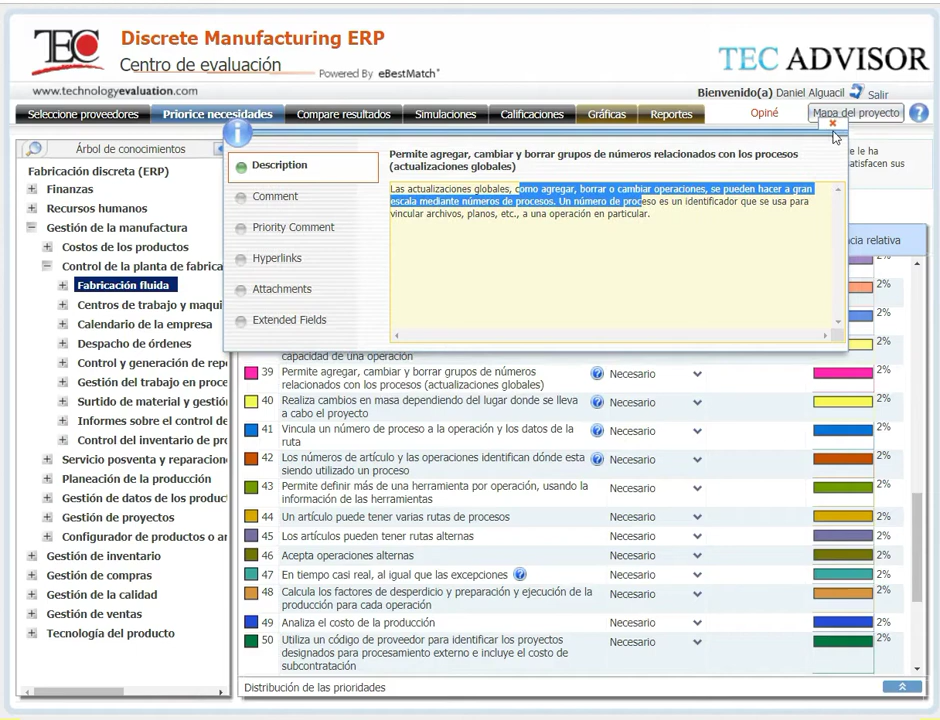 TEC
Discrete Manufacturing ERP
Centro de evaluación
Powered By eBestMatch
TEC ADVISOR
www.technologyevaluation.com
Bienvenido(a) Daniel Alguacil
Salir
Seleccione proveedores
Priorice necesidades
Compare resultados
Simulaciones
Calificaciones
Gráficas
Reportes
Opiné
Mapa del proyecto
Árbol de conocimientos
Fabricación discreta (ERP)
Finanzas
Recursos humanos
Gestión de la manufactura
Costos de los productos
Control de la planta de fabrica
Fabricación fluida
Centros de trabajo y maqui
Calendario de la empresa
Despacho de órdenes
Control y generación de rep
Gestión del trabajo en proce
Surtido de material y gestió
Informes sobre el control de
Control del inventario de pr
Servicio posventa y reparacion
Planeación de la producción
Gestión de datos de los produc
Gestión de proyectos
Configurador de productos o ar
Gestión de inventario
Gestión de compras
Gestión de la calidad
Gestión de ventas
Tecnología del producto
e le ha
satisfacen sus
ncia relativa
Description
Comment
Priority Comment
Hyperlinks
Attachments
Extended Fields
Permite agregar, cambiar y borrar grupos de números relacionados con los procesos
(actualizaciones globales)
Las actualizaciones globales, como agregar, borrar o cambiar operaciones, se pueden hacer a gran
escala mediante números de procesos. Un número de proceso es un identificador que se usa para
vincular archivos, planos, etc., a una operación en particular.
2%
2%
2%
2%
capacidad de una operación
39 Permite agregar, cambiar y borrar grupos de números Necesario 2%
relacionados con los procesos (actualizaciones globales)
40 Realiza cambios en masa dependiendo del lugar donde se lleva Necesario 2%
a cabo el proyecto
41 Vincula un número de proceso a la operación y los datos de la Necesario 2%
ruta
42 Los números de artículo y las operaciones identifican dónde esta Necesario 2%
siendo utilizado un proceso
43 Permite definir más de una herramienta por operación, usando la Necesario 2%
información de las herramientas
44 Un artículo puede tener varias rutas de procesos Necesario 2%
45 Los artículos pueden tener rutas alternas Necesario 2%
46 Acepta operaciones alternas Necesario 2%
47 En tiempo casi real, al igual que las excepciones Necesario 2%
48 Calcula los factores de desperdicio y preparación y ejecución de la Necesario 2%
producción para cada operación
49 Analiza el costo de la producción Necesario 2%
50 Utiliza un código de proveedor para identificar los proyectos Necesario 2%
designados para procesamiento externo e incluye el costo de
subcontratación
Distribución de las prioridades